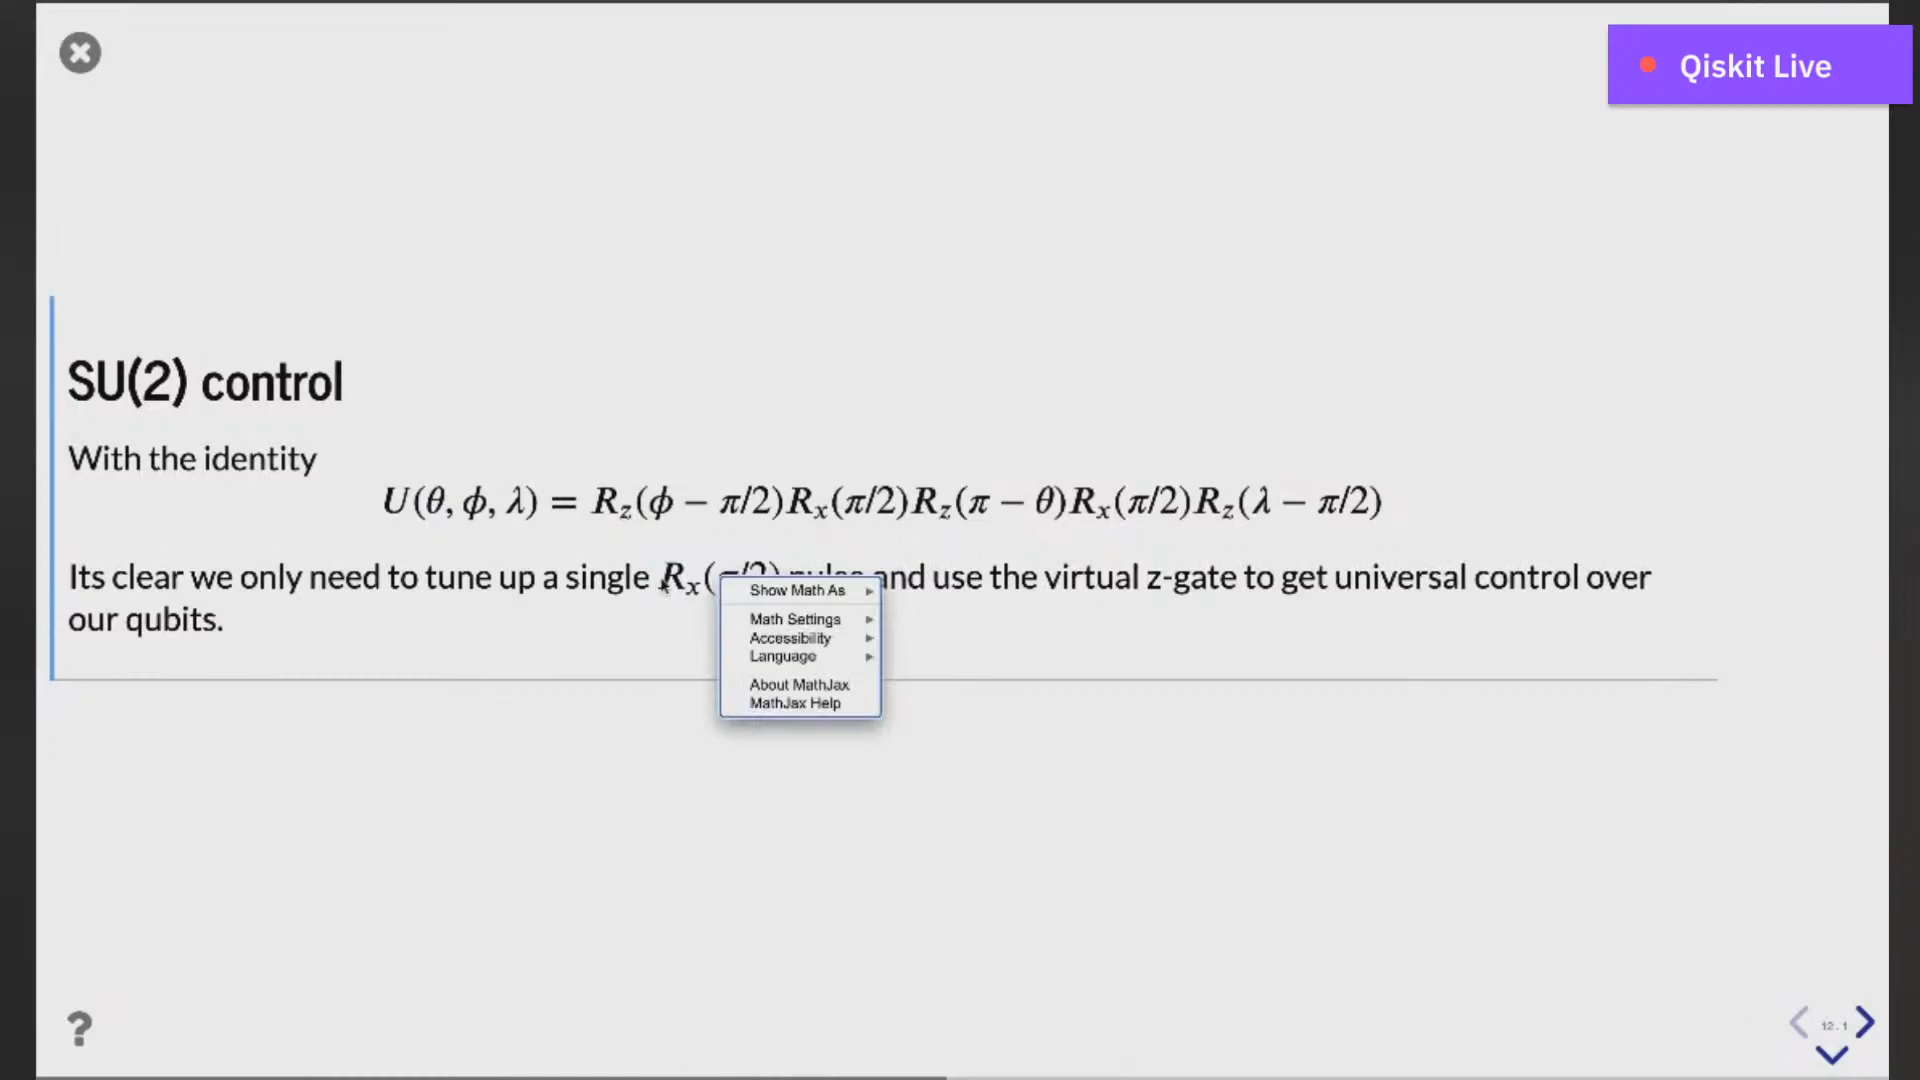 Qiskit Live
SU(2) control
With the identity
U(θ, ϕ, λ) = R_z(ϕ − π/2)R_x(π/2)R_z(π − θ)R_x(π/2)R_z(λ − π/2)
Its clear we only need to tune up a single R_x( and use the virtual z-gate to get universal control over
our qubits.
Show Math As
Math Settings
Accessibility
Language
About MathJax
MathJax Help
?
12.1